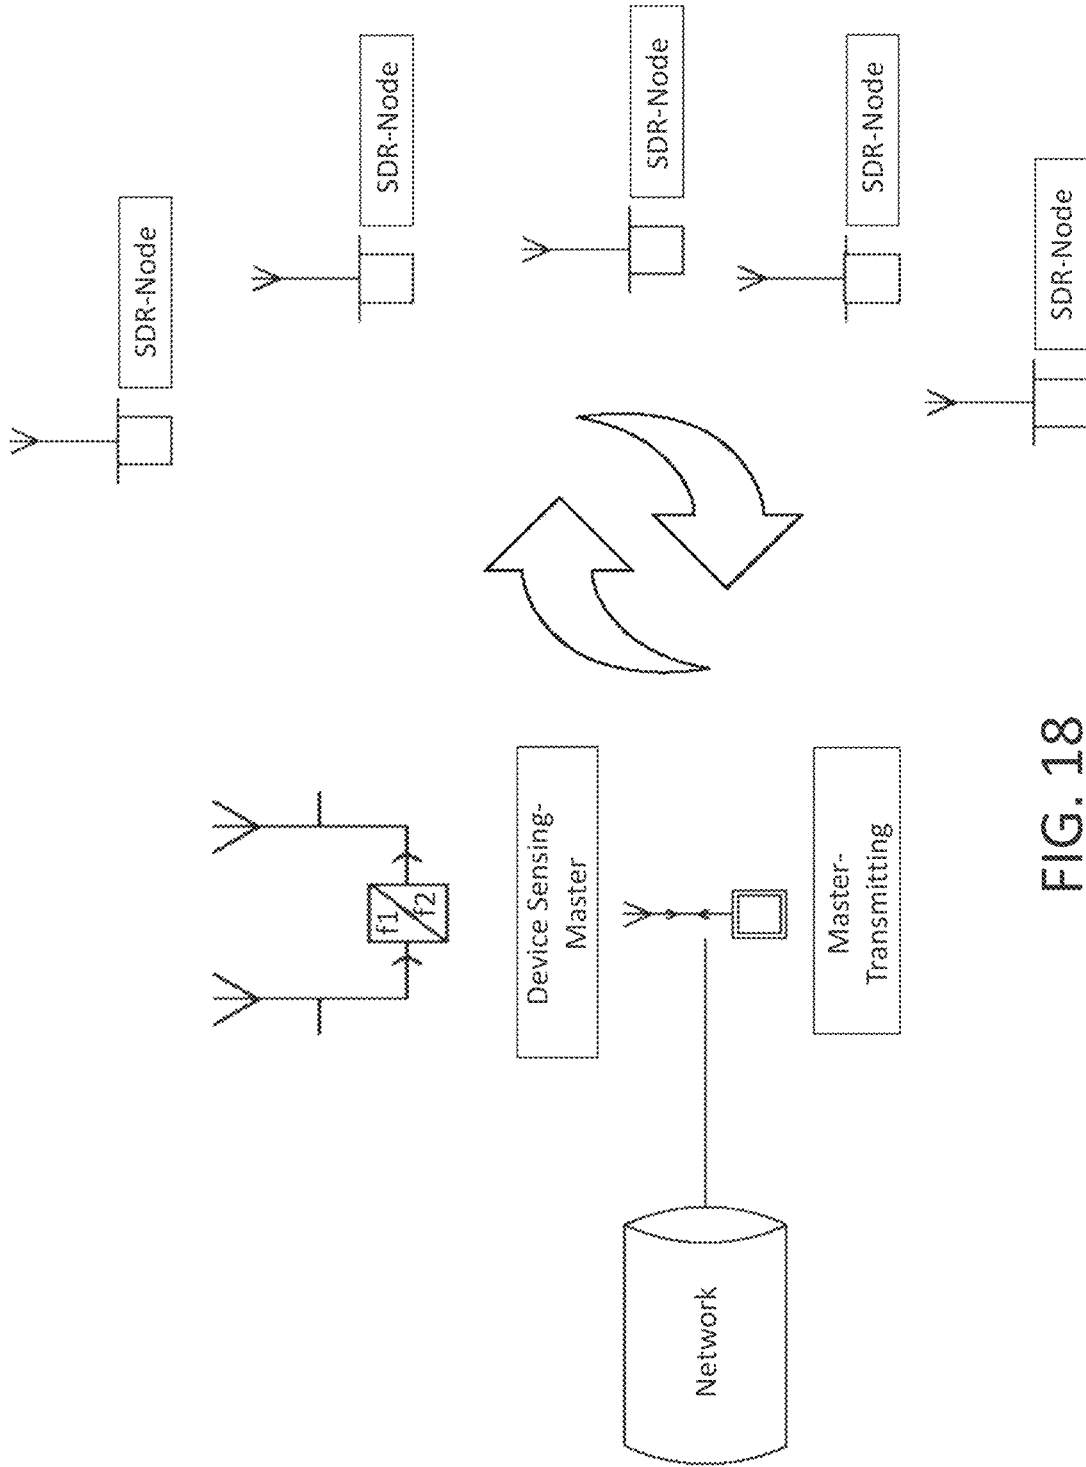 SDR-Node
SDR-Node
SDR-Node
SDR-Node
SDR-Node
f1
f2
Device Sensing-
Master
Master-
Transmitting
Network
FIG. 18